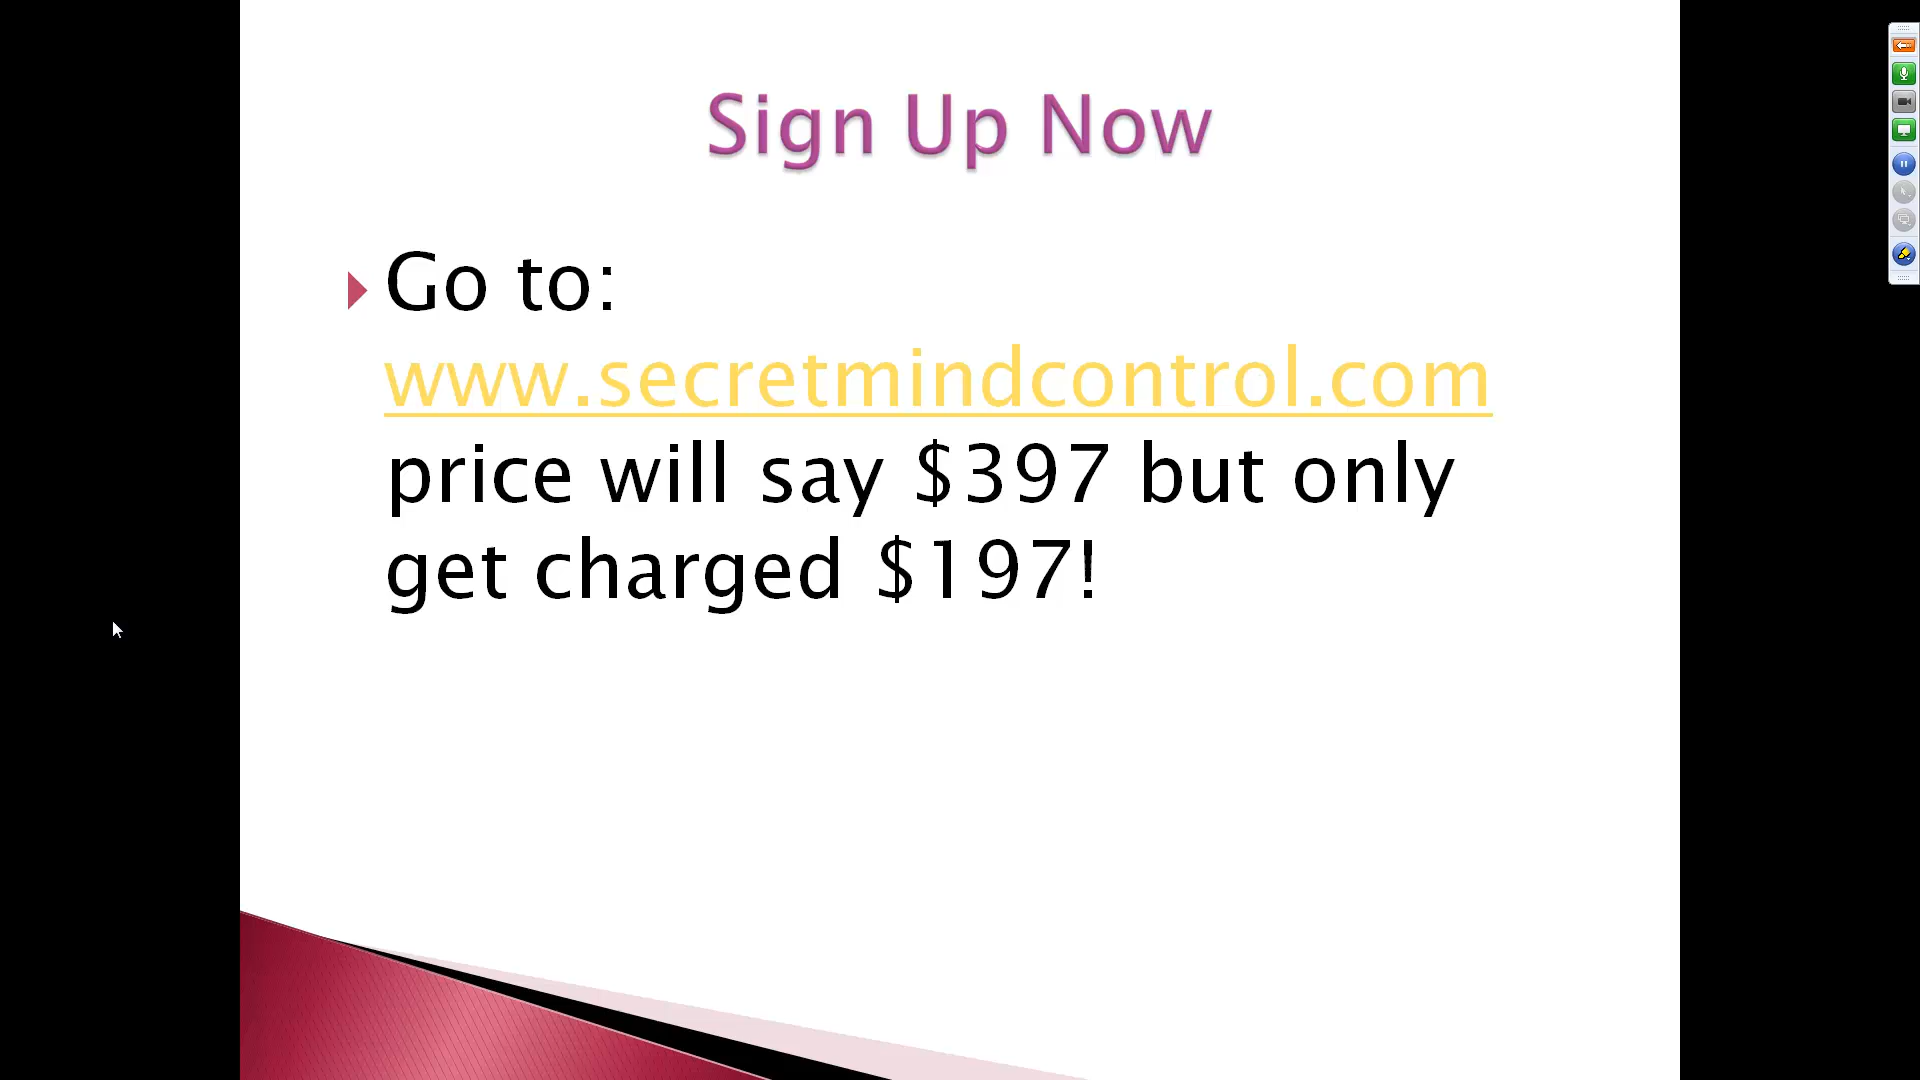 Sign Up Now
Go to:
www.secretmindcontrol.com
price will say $397 but only
get charged $197!